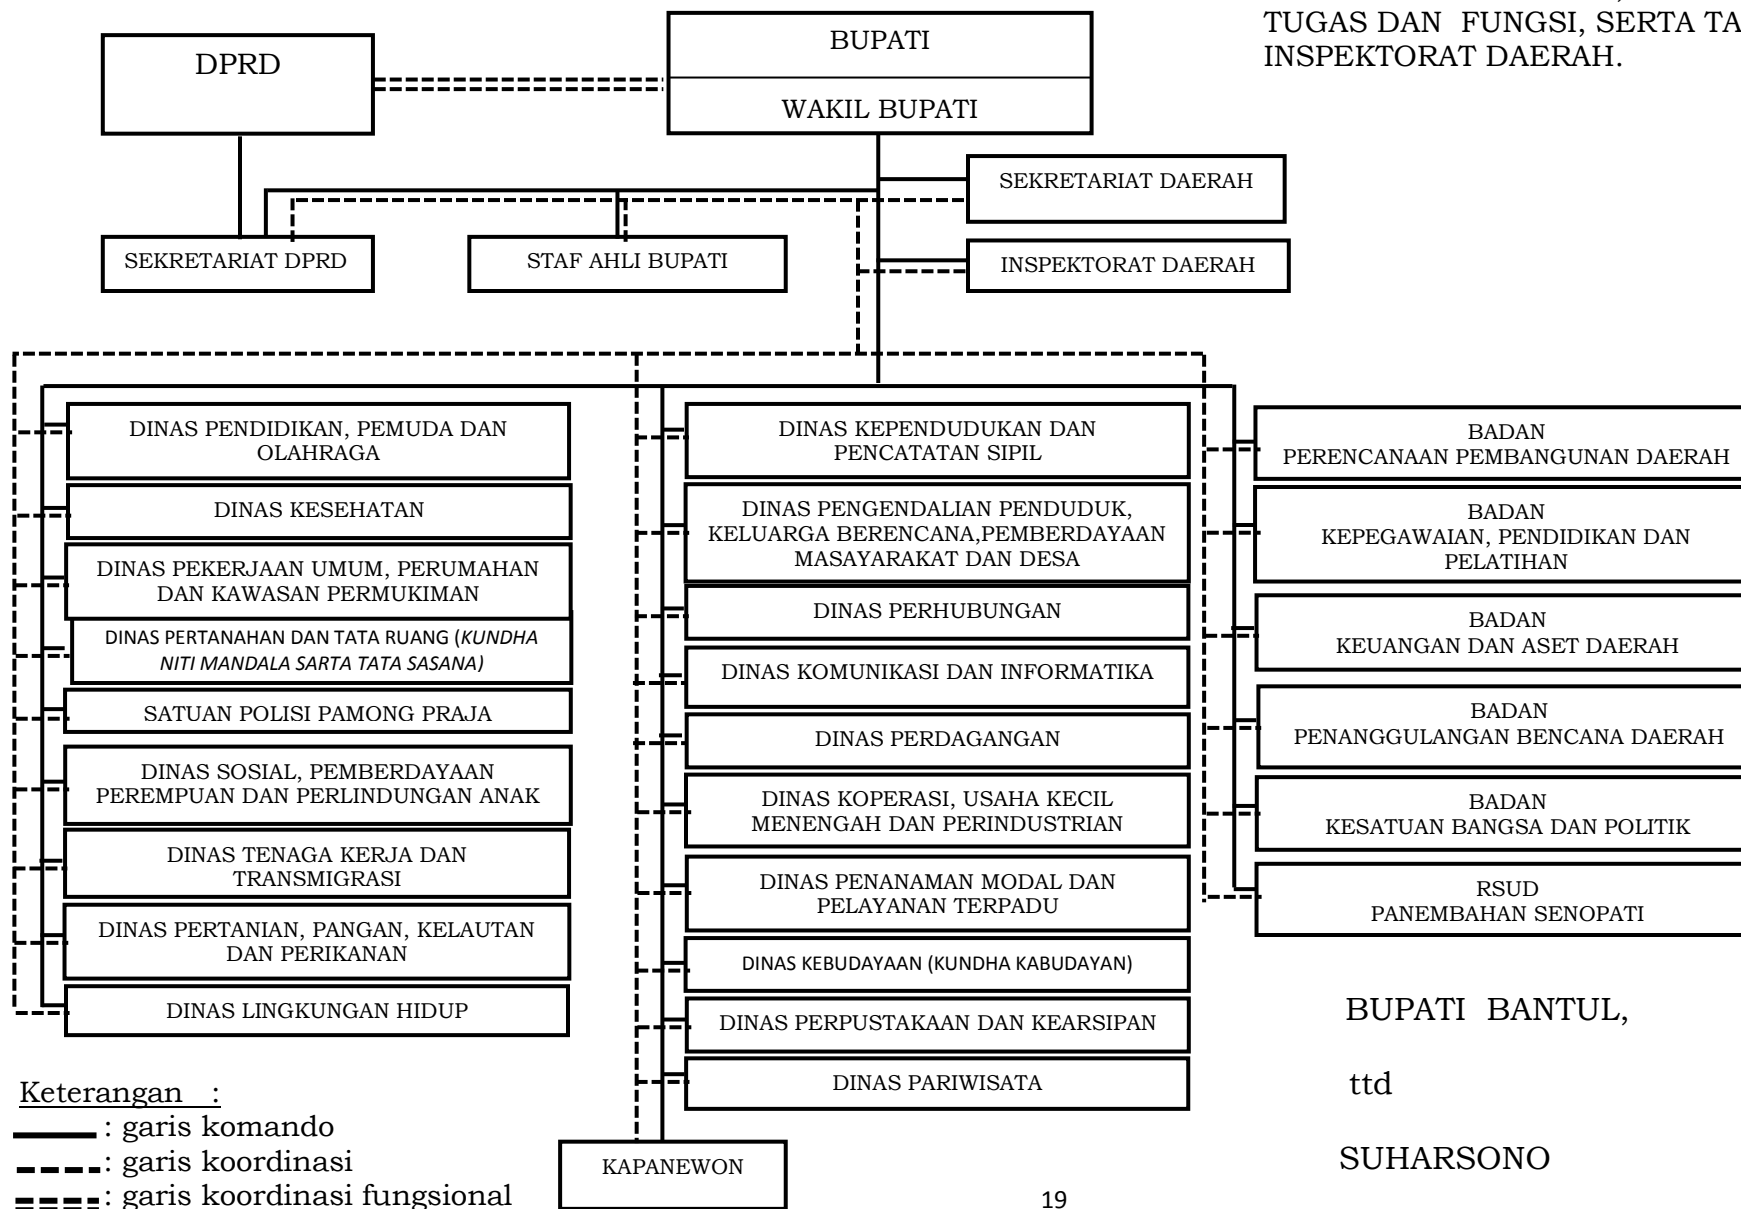 TUGAS DAN FUNGSI, SERTA TA
INSPEKTORAT DAERAH.
DPRD
BUPATI
WAKIL BUPATI
SEKRETARIAT DAERAH
SEKRETARIAT DPRD
STAF AHLI BUPATI
INSPEKTORAT DAERAH
DINAS PENDIDIKAN, PEMUDA DAN
OLAHRAGA
DINAS KESEHATAN
DINAS PEKERJAAN UMUM, PERUMAHAN
DAN KAWASAN PERMUKIMAN
DINAS PERTANAHAN DAN TATA RUANG (KUNDHA
NITI MANDALA SARTA TATA SASANA)
SATUAN POLISI PAMONG PRAJA
DINAS SOSIAL, PEMBERDAYAAN
PEREMPUAN DAN PERLINDUNGAN ANAK
DINAS TENAGA KERJA DAN
TRANSMIGRASI
DINAS PERTANIAN, PANGAN, KELAUTAN
DAN PERIKANAN
DINAS LINGKUNGAN HIDUP
DINAS KEPENDUDUKAN DAN
PENCATATAN SIPIL
DINAS PENGENDALIAN PENDUDUK,
KELUARGA BERENCANA,PEMBERDAYAAN
MASAYARAKAT DAN DESA
DINAS PERHUBUNGAN
DINAS KOMUNIKASI DAN INFORMATIKA
DINAS PERDAGANGAN
DINAS KOPERASI, USAHA KECIL
MENENGAH DAN PERINDUSTRIAN
DINAS PENANAMAN MODAL DAN
PELAYANAN TERPADU
DINAS KEBUDAYAAN (KUNDHA KABUDAYAN)
DINAS PERPUSTAKAAN DAN KEARSIPAN
DINAS PARIWISATA
KAPANEWON
BADAN
PERENCANAAN PEMBANGUNAN DAERAH
BADAN
KEPEGAWAIAN, PENDIDIKAN DAN
PELATIHAN
BADAN
KEUANGAN DAN ASET DAERAH
BADAN
PENANGGULANGAN BENCANA DAERAH
BADAN
KESATUAN BANGSA DAN POLITIK
RSUD
PANEMBAHAN SENOPATI
BUPATI BANTUL,
ttd
SUHARSONO
Keterangan :
: garis komando
: garis koordinasi
: garis koordinasi fungsional
19